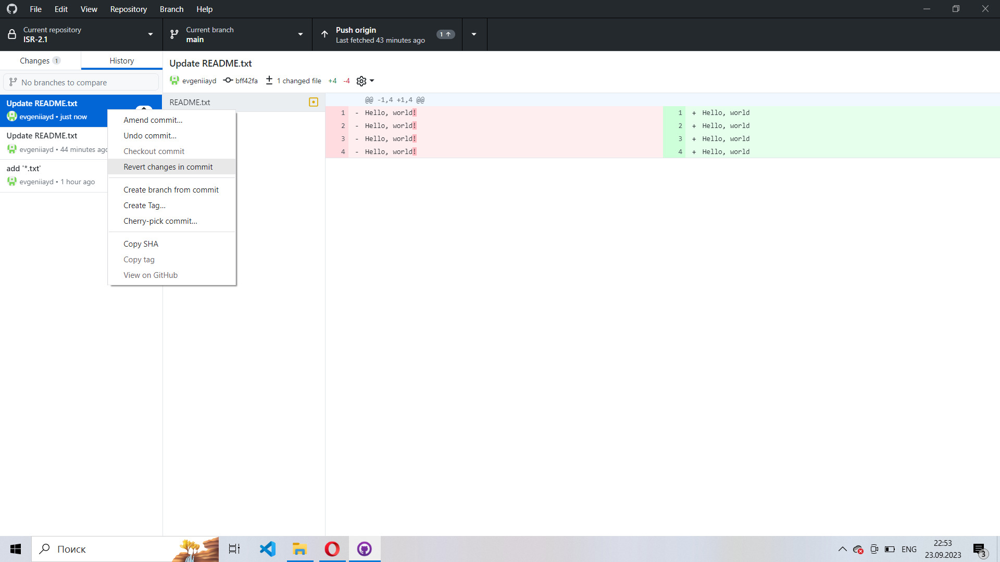 File Edit View Repository Branch Help
Current repository
ISR-2.1
Current branch
main
Push origin
Last fetched 43 minutes ago
1
Changes 1
History
No branches to compare
Update README.txt
evgeniiayd • just now
Update README.txt
evgeniiayd • 44 minutes ago
add '*.txt'
evgeniiayd • 1 hour ago
Amend commit...
Undo commit...
Checkout commit
Revert changes in commit
Create branch from commit
Create Tag...
Cherry-pick commit...
Copy SHA
Copy tag
View on GitHub
Update README.txt
evgeniiayd bff42fa 1 changed file +4 -4
README.txt
@@ -1,4 +1,4 @@
1 - Hello, world!
2 - Hello, world!
3 - Hello, world!
4 - Hello, world!
1 + Hello, world
2 + Hello, world
3 + Hello, world
4 + Hello, world
Поиск
ENG
22:53
23.09.2023
3